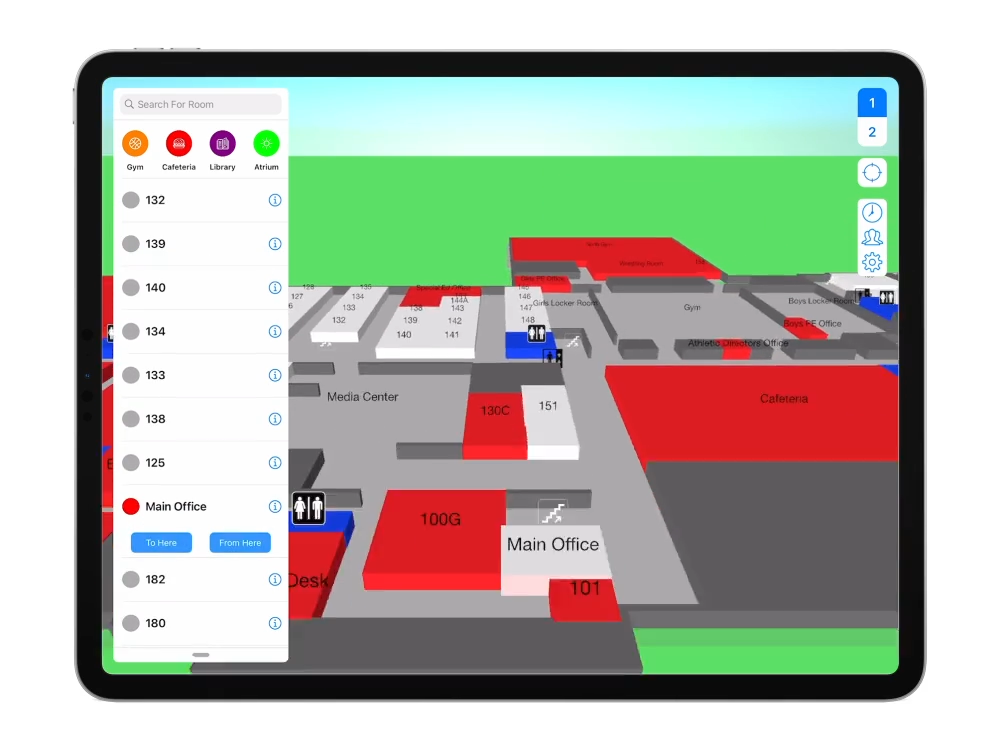 Search For Room
Gym
Cafeteria
Library
Atrium
132
139
140
134
133
138
125
Main Office
To Here
From Here
182
180
1
2
Wrestling Room
Boys Locker Room
Girls Locker Room
Gym
Boys PE Office
Athletic Directors Office
Special Ed Office
128
135
127
134
133
132
138
144A
143
139
142
140
141
146
147
148
Media Center
130C
151
Cafeteria
100G
Main Office
101
Desk